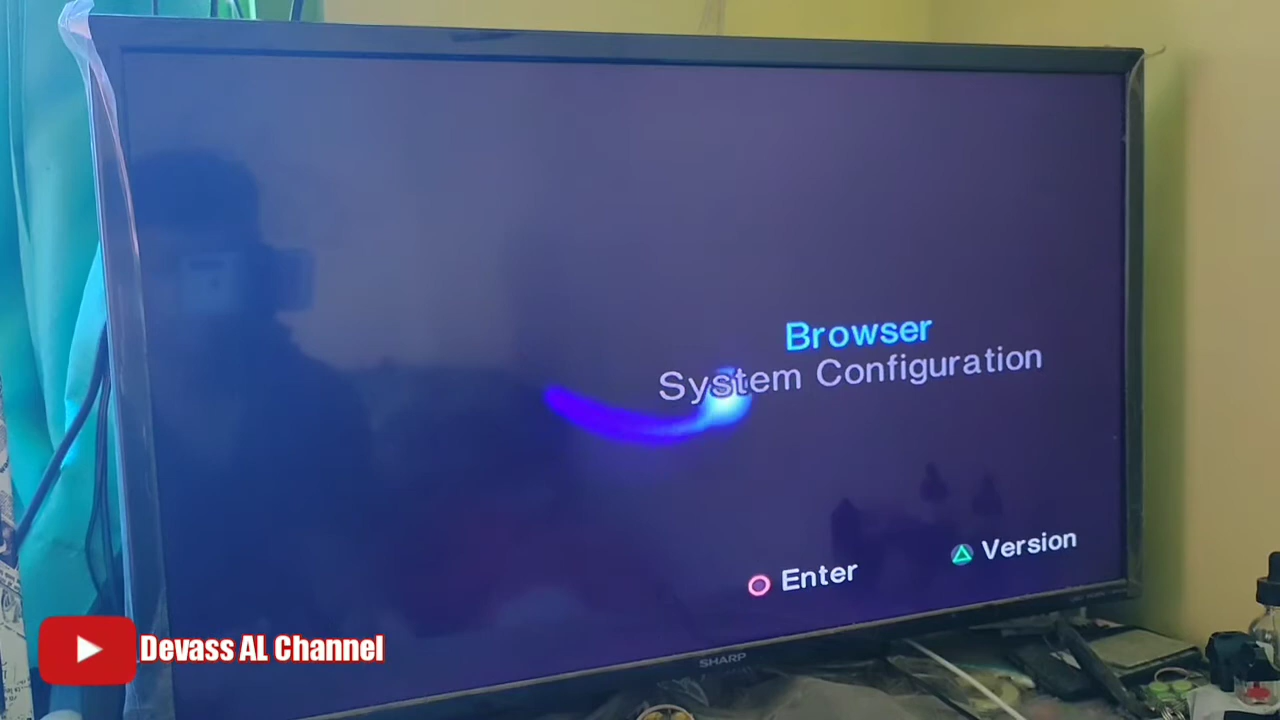 Browser
System Configuration
Enter
Version
SHARP
Devass AL Channel